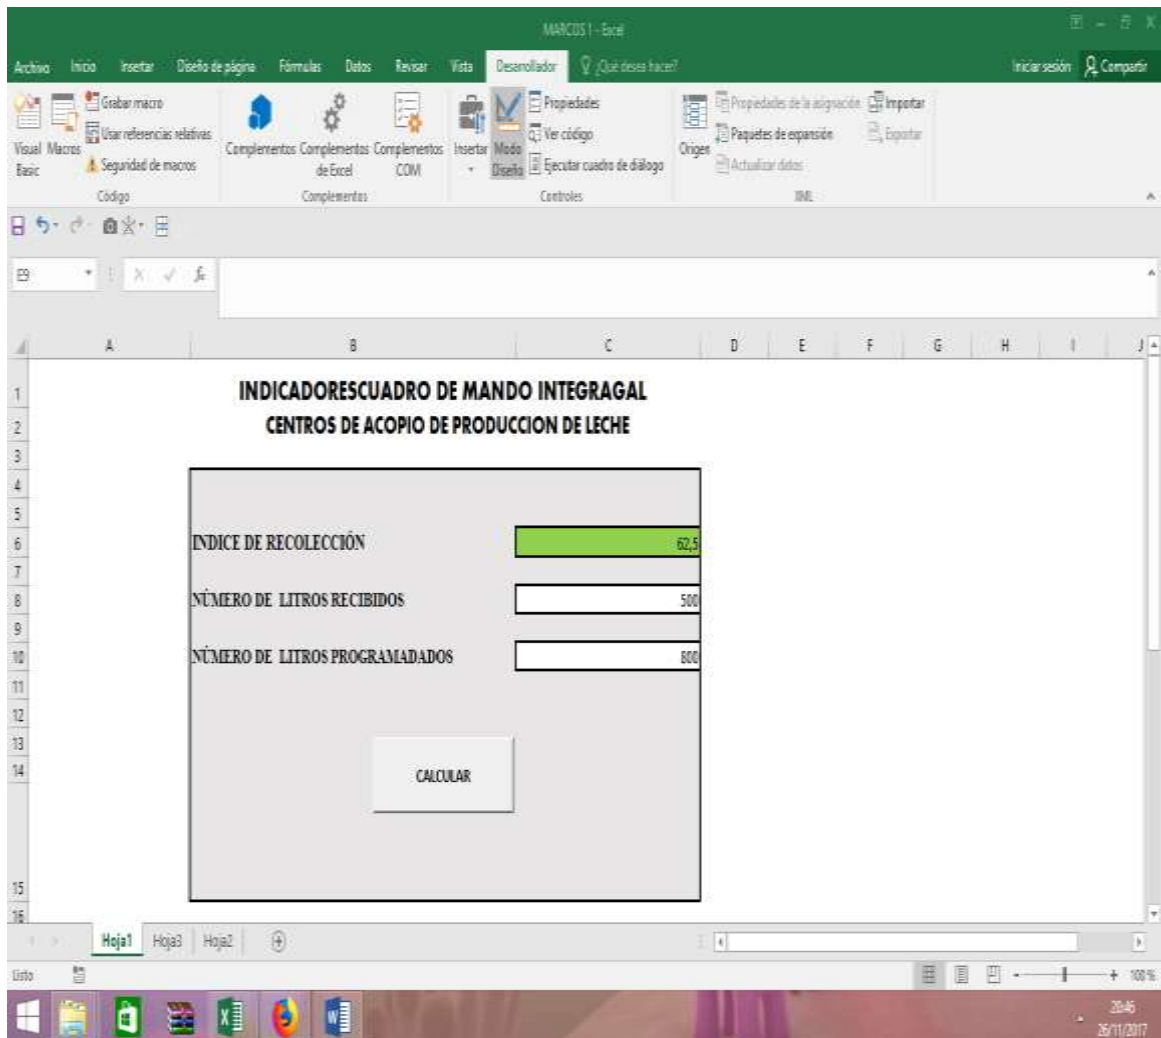 MARCOS 1 - Excel
Archivo Inicio Insertar Diseño de página Fórmulas Datos Revisar Vista Desarrollador ¿Qué desea hacer? Iniciar sesión Compartir
Visual Basic
Macros
Grabar macro
Usar referencias relativas
Seguridad de macros
Código
Complementos
Complementos de Excel
Complementos COM
Complementos
Insertar
Modo Diseño
Propiedades
Ver código
Ejecutar cuadro de diálogo
Controles
Origen
Propiedades de la asignación
Paquetes de expansión
Actualizar datos
Importar
Exportar
XML
E9 fx
A B C D E F G H I J
1 INDICADORESCUADRO DE MANDO INTEGRAGAL
2 CENTROS DE ACOPIO DE PRODUCCION DE LECHE
3
4
5
6 INDICE DE RECOLECCIÓN 62,5
7
8 NÚMERO DE LITROS RECIBIDOS 500
9
10 NÚMERO DE LITROS PROGRAMADADOS 800
11
12
13
14 CALCULAR
15
16
Hoja1 Hoja3 Hoja2
Listo 100 %
20:46
26/11/2017